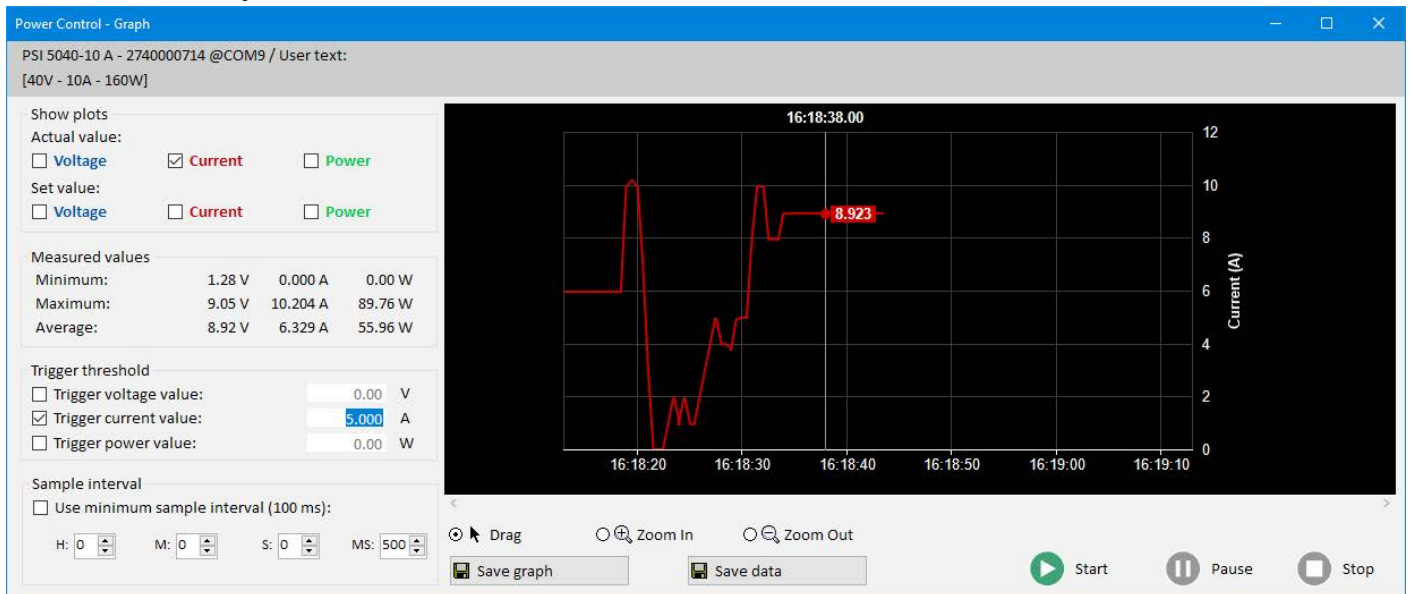 Power Control - Graph
PSI 5040-10 A - 2740000714 @COM9 / User text:
[40V - 10A - 160W]
Show plots
Actual value:
Voltage Current Power
Set value:
Voltage Current Power
Measured values
Minimum: 1.28 V 0.000 A 0.00 W
Maximum: 9.05 V 10.204 A 89.76 W
Average: 8.92 V 6.329 A 55.96 W
Trigger threshold
Trigger voltage value: 0.00 V
Trigger current value: 5.000 A
Trigger power value: 0.00 W
Sample interval
Use minimum sample interval (100 ms):
H: 0 M: 0 S: 0 MS: 500
16:18:38.00
12
10
8.923
8
6
4
2
0
Current (A)
16:18:20 16:18:30 16:18:40 16:18:50 16:19:00 16:19:10
Drag Zoom In Zoom Out
Save graph Save data
Start Pause Stop